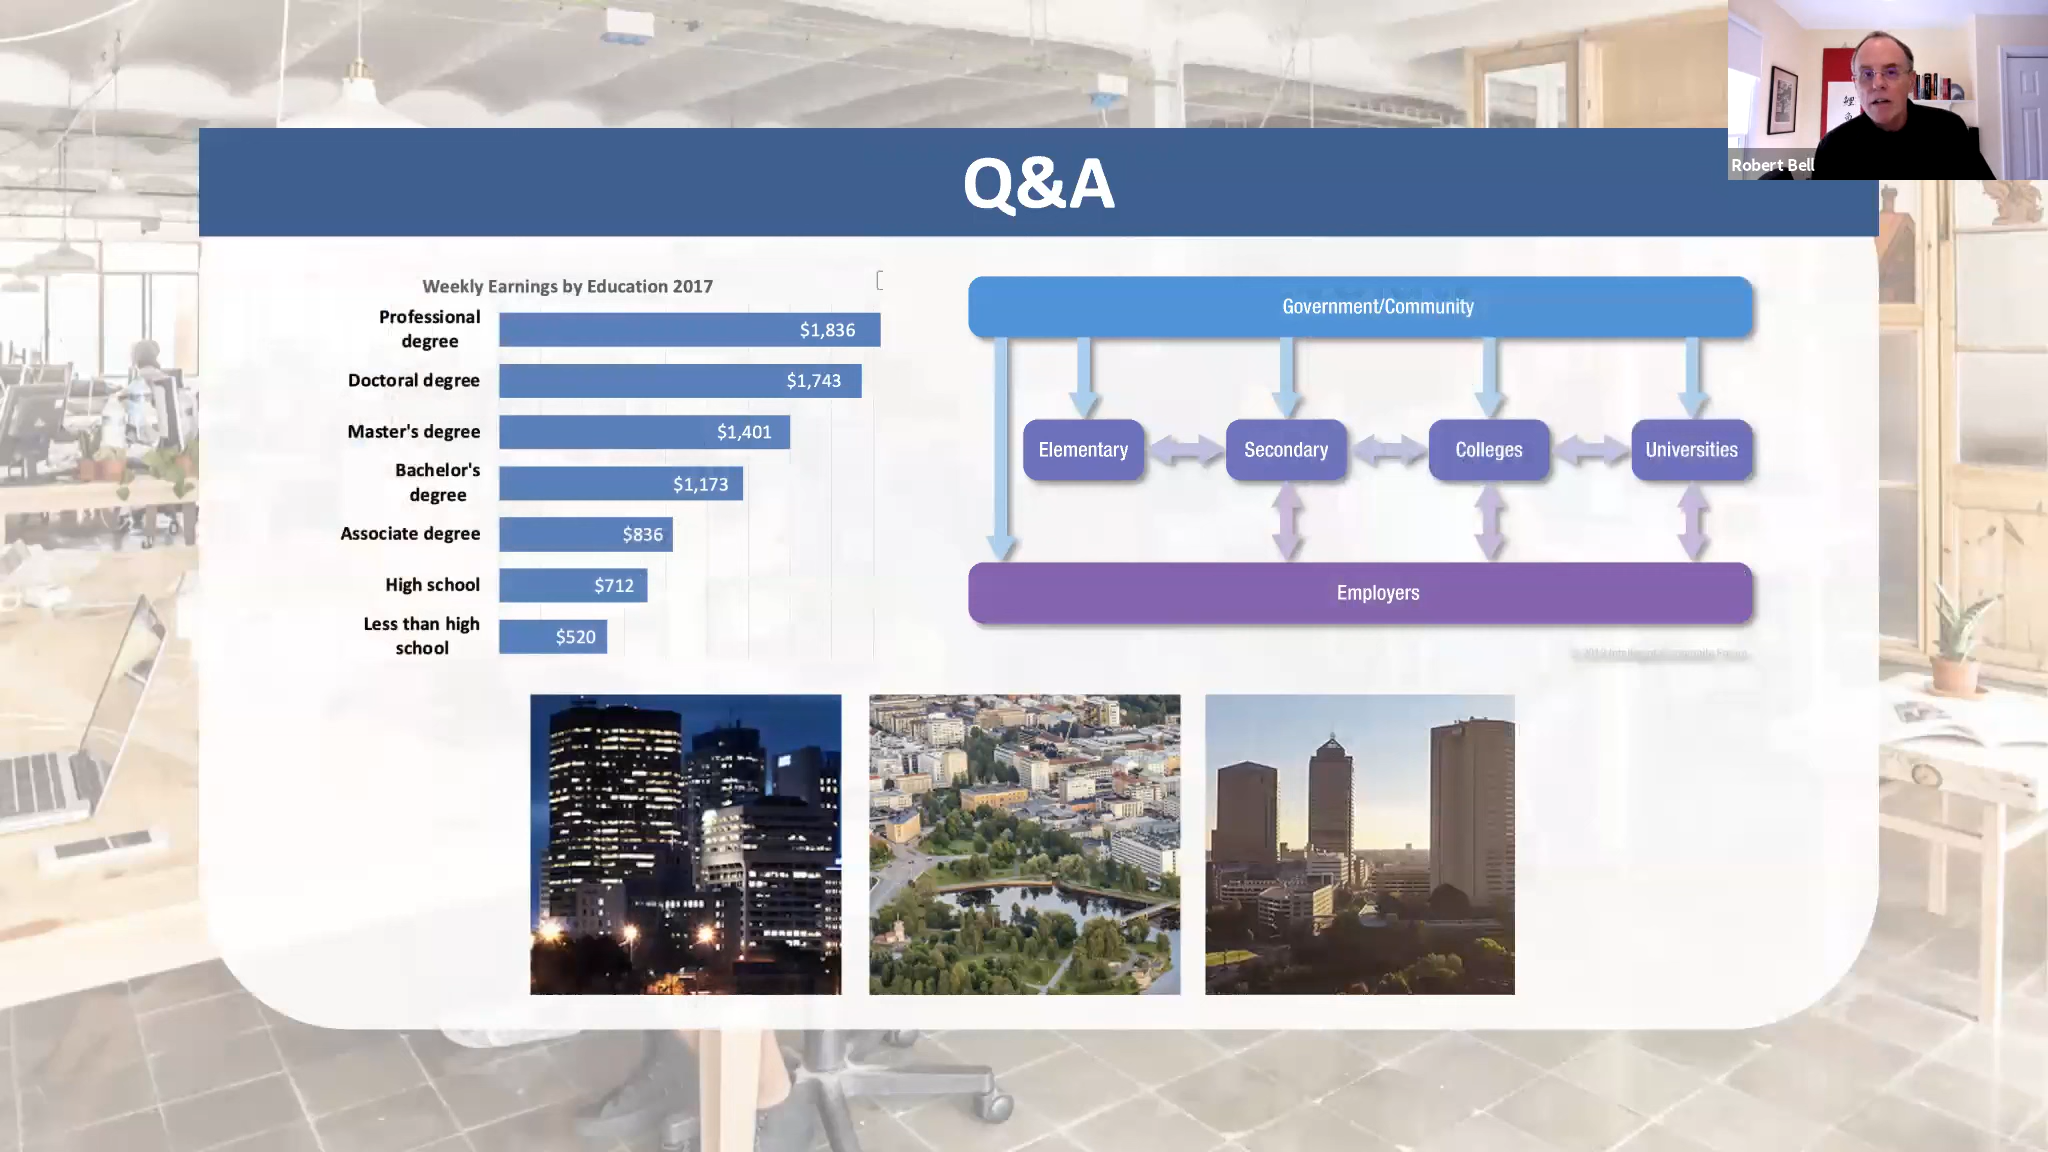 Robert Bell
Q&A
Weekly Earnings by Education 2017
Professional
degree
$1,836
Doctoral degree
$1,743
Master's degree
$1,401
Bachelor's
degree
$1,173
Associate degree
$836
High school
$712
Less than high
school
$520
Government/Community
Elementary
Secondary
Colleges
Universities
Employers